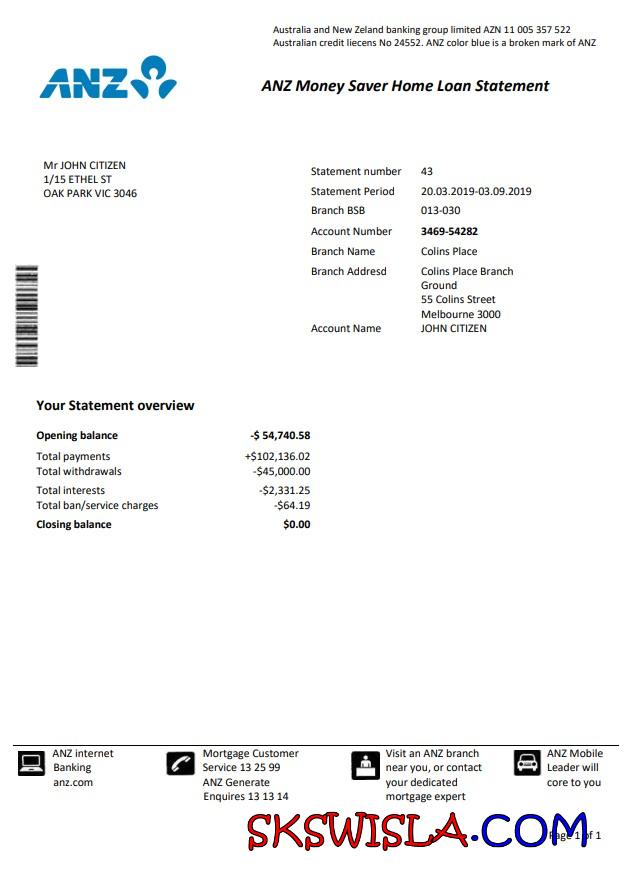 Australia and New Zeland banking group limited AZN 11 005 357 522
Australian credit liecens No 24552. ANZ color blue is a broken mark of ANZ
ANZ
ANZ Money Saver Home Loan Statement
Mr JOHN CITIZEN
1/15 ETHEL ST
OAK PARK VIC 3046
Statement number 43
Statement Period 20.03.2019-03.09.2019
Branch BSB 013-030
Account Number 3469-54282
Branch Name Colins Place
Branch Addresd Colins Place Branch
Ground
55 Colins Street
Melbourne 3000
Account Name JOHN CITIZEN
Your Statement overview
Opening balance -$ 54,740.58
Total payments +$102,136.02
Total withdrawals -$45,000.00
Total interests -$2,331.25
Total ban/service charges -$64.19
Closing balance $0.00
ANZ internet
Banking
anz.com
Mortgage Customer
Service 13 25 99
ANZ Generate
Enquires 13 13 14
Visit an ANZ branch
near you, or contact
your dedicated
mortgage expert
ANZ Mobile
Leader will
core to you
SKSWISLA.COM
Page 1 of 1